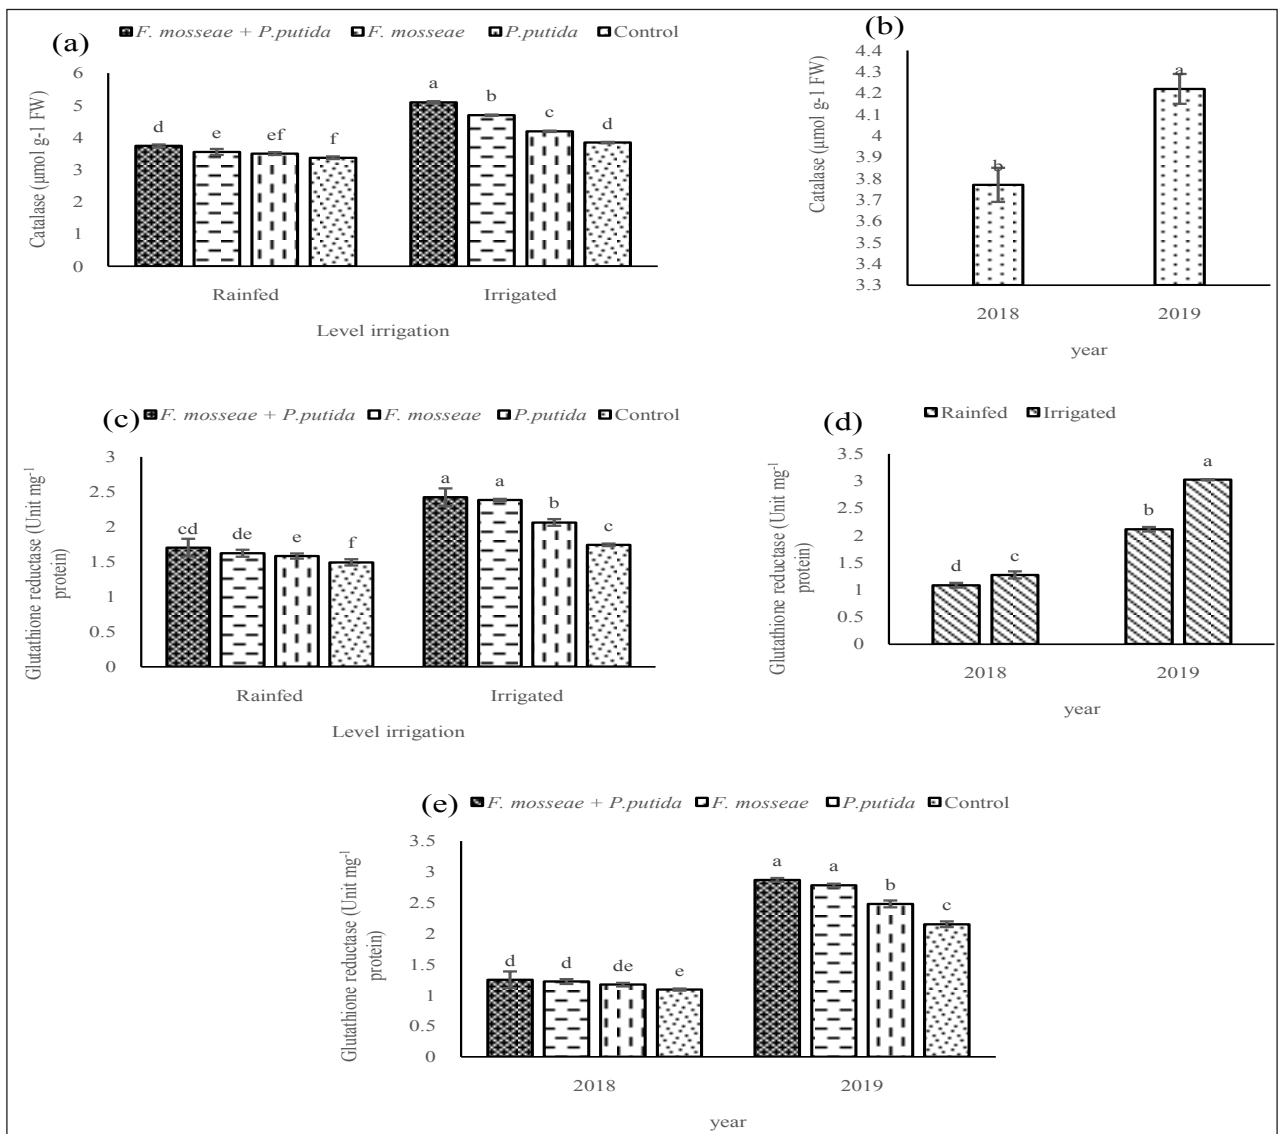 (a)
F. mosseae + P.putida F. mosseae P.putida Control
Catalase (µmol g-1 FW)
6
5
4
3
2
1
0
d e ef f a b c d
Rainfed Irrigated
Level irrigation
(b)
Catalase (µmol g-1 FW)
4.4
4.3
4.2
4.1
4
3.9
3.8
3.7
3.6
3.5
3.4
3.3
b a
2018 2019
year
(c)
F. mosseae + P.putida F. mosseae P.putida Control
Glutathione reductase (Unit mg-1
protein)
3
2.5
2
1.5
1
0.5
0
cd de e f a a b c
Rainfed Irrigated
Level irrigation
(d)
Rainfed Irrigated
Glutathione reductase (Unit mg-1
protein)
3.5
3
2.5
2
1.5
1
0.5
0
d c b a
2018 2019
year
(e)
F. mosseae + P.putida F. mosseae P.putida Control
Glutathione reductase (Unit mg-1
protein)
3.5
3
2.5
2
1.5
1
0.5
0
d d de e a a b c
2018 2019
year